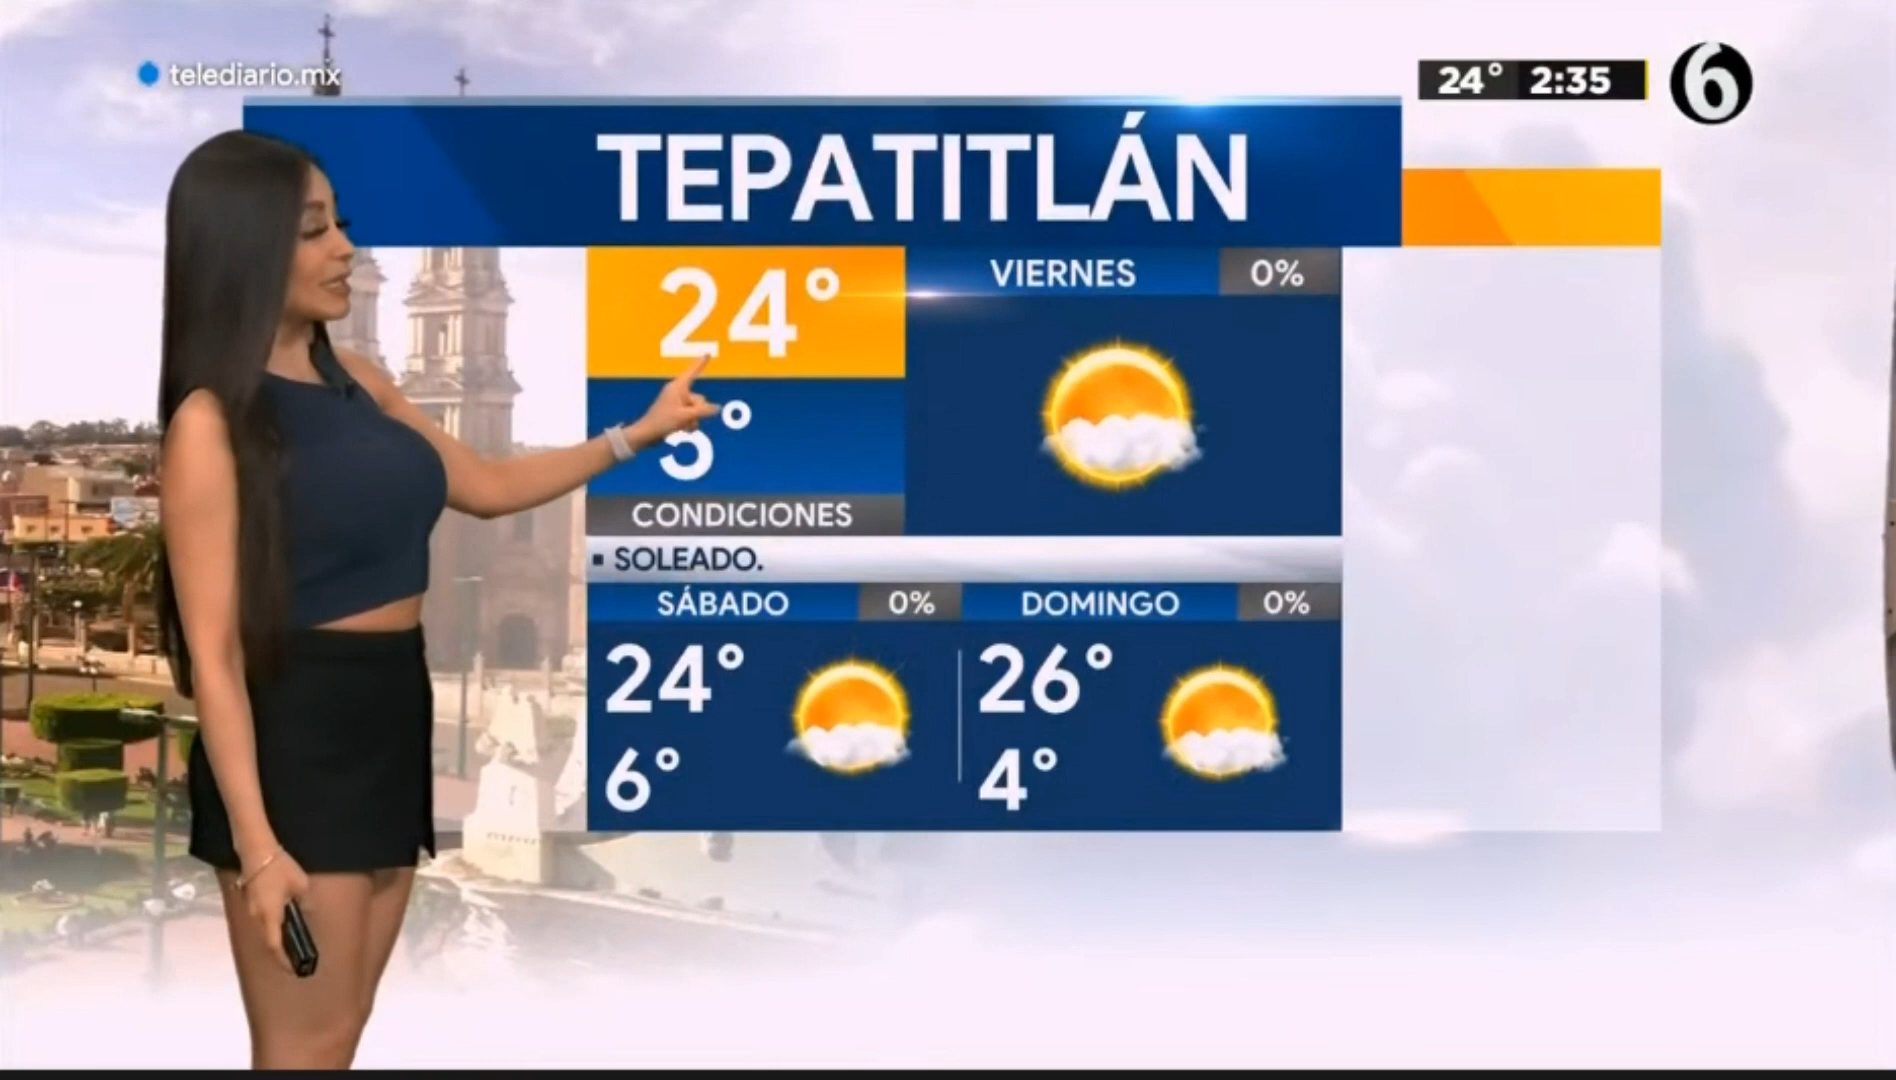 telediario.mx
24° 2:35
6
TEPATITLÁN
24°
5°
VIERNES 0%
CONDICIONES
▪ SOLEADO.
SÁBADO 0%
24°
6°
DOMINGO 0%
26°
4°